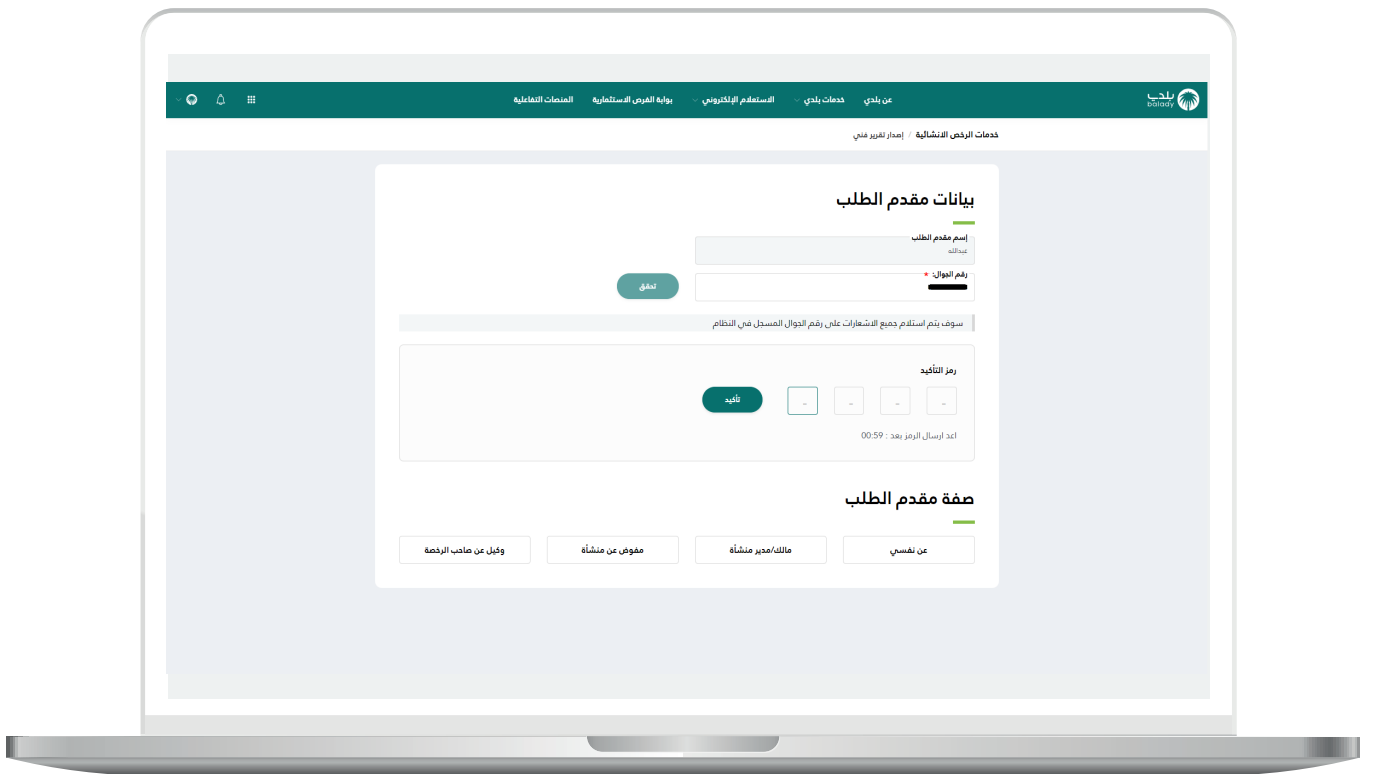 بلدي
balady
عن بلدي خدمات بلدي الاستعلام الإلكتروني بوابة الفرص الاستثمارية المنصات التفاعلية
خدمات الرخص الانشائية / إصدار تقرير فني
بيانات مقدم الطلب
إسم مقدم الطلب
عبدالله
رقم الجوال: *
تحقق
سوف يتم استلام جميع الاشعارات على رقم الجوال المسجل في النظام
رمز التأكيد
- - - - تأكيد
اعد ارسال الرمز بعد : 00:59
صفة مقدم الطلب
عن نفسي مالك/مدير منشأة مفوض عن منشأة وكيل عن صاحب الرخصة